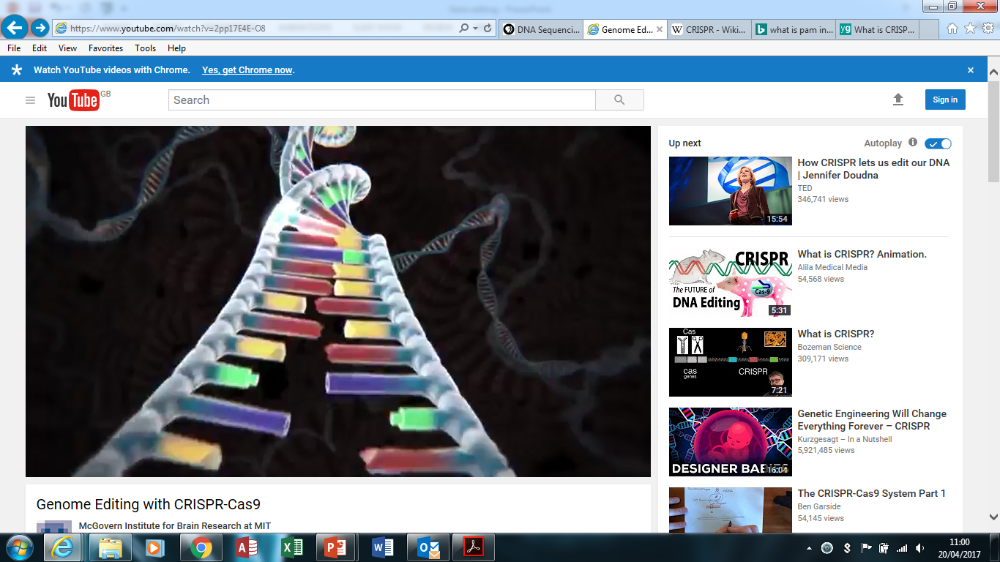 https://www.youtube.com/watch?v=2pp17E4E-O8
DNA Sequenci...
Genome Ed...
CRISPR - Wiki...
what is pam in...
What is CRISP...
File Edit View Favorites Tools Help
Watch YouTube videos with Chrome. Yes, get Chrome now.
YouTube GB
Search
Sign in
Up next
Autoplay
15:54
How CRISPR lets us edit our DNA
| Jennifer Doudna
TED
346,741 views
CRISPR
The FUTURE of
DNA Editing
Cas-9
5:31
What is CRISPR? Animation.
Alila Medical Media
54,568 views
Cas
cas
genes
CRISPR
7:21
What is CRISPR?
Bozeman Science
309,171 views
DESIGNER
16:04
Genetic Engineering Will Change
Everything Forever – CRISPR
Kurzgesagt – In a Nutshell
5,921,485 views
The CRISPR-Cas9 System Part 1
Ben Garside
54,145 views
Genome Editing with CRISPR-Cas9
McGovern Institute for Brain Research at MIT
11:00
20/04/2017